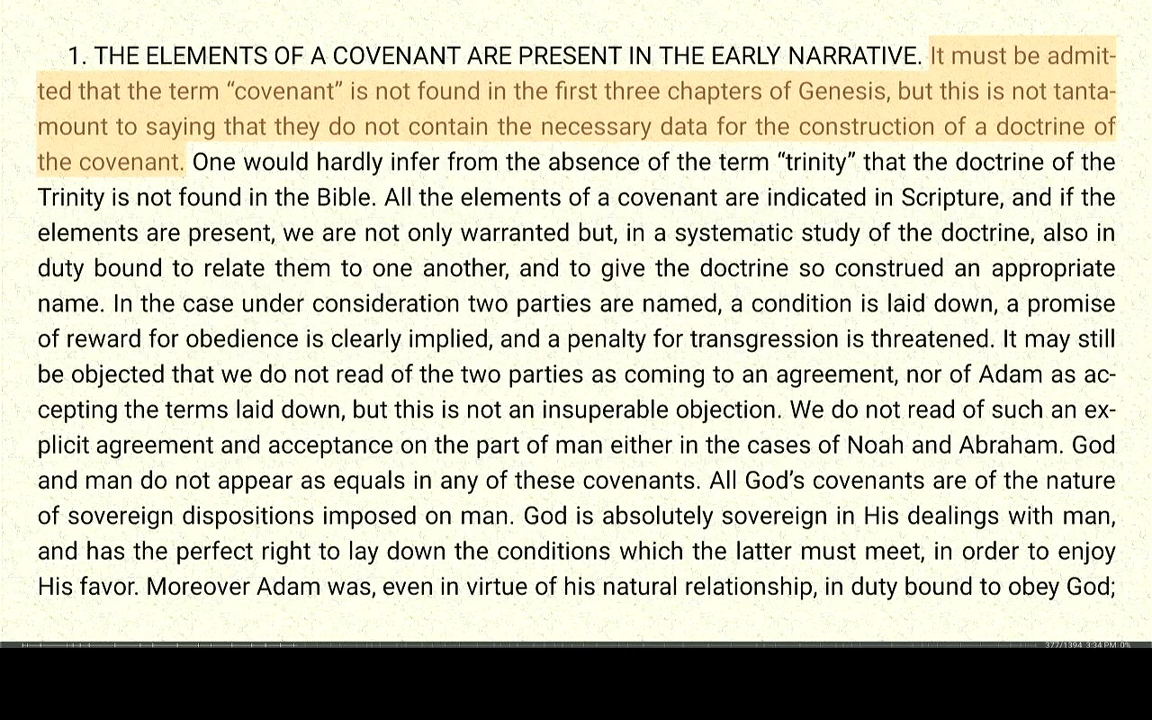 1. THE ELEMENTS OF A COVENANT ARE PRESENT IN THE EARLY NARRATIVE. It must be admit-
ted that the term “covenant” is not found in the first three chapters of Genesis, but this is not tanta-
mount to saying that they do not contain the necessary data for the construction of a doctrine of
the covenant. One would hardly infer from the absence of the term “trinity” that the doctrine of the
Trinity is not found in the Bible. All the elements of a covenant are indicated in Scripture, and if the
elements are present, we are not only warranted but, in a systematic study of the doctrine, also in
duty bound to relate them to one another, and to give the doctrine so construed an appropriate
name. In the case under consideration two parties are named, a condition is laid down, a promise
of reward for obedience is clearly implied, and a penalty for transgression is threatened. It may still
be objected that we do not read of the two parties as coming to an agreement, nor of Adam as ac-
cepting the terms laid down, but this is not an insuperable objection. We do not read of such an ex-
plicit agreement and acceptance on the part of man either in the cases of Noah and Abraham. God
and man do not appear as equals in any of these covenants. All God’s covenants are of the nature
of sovereign dispositions imposed on man. God is absolutely sovereign in His dealings with man,
and has the perfect right to lay down the conditions which the latter must meet, in order to enjoy
His favor. Moreover Adam was, even in virtue of his natural relationship, in duty bound to obey God;
377/1394 3:34 PM 0%